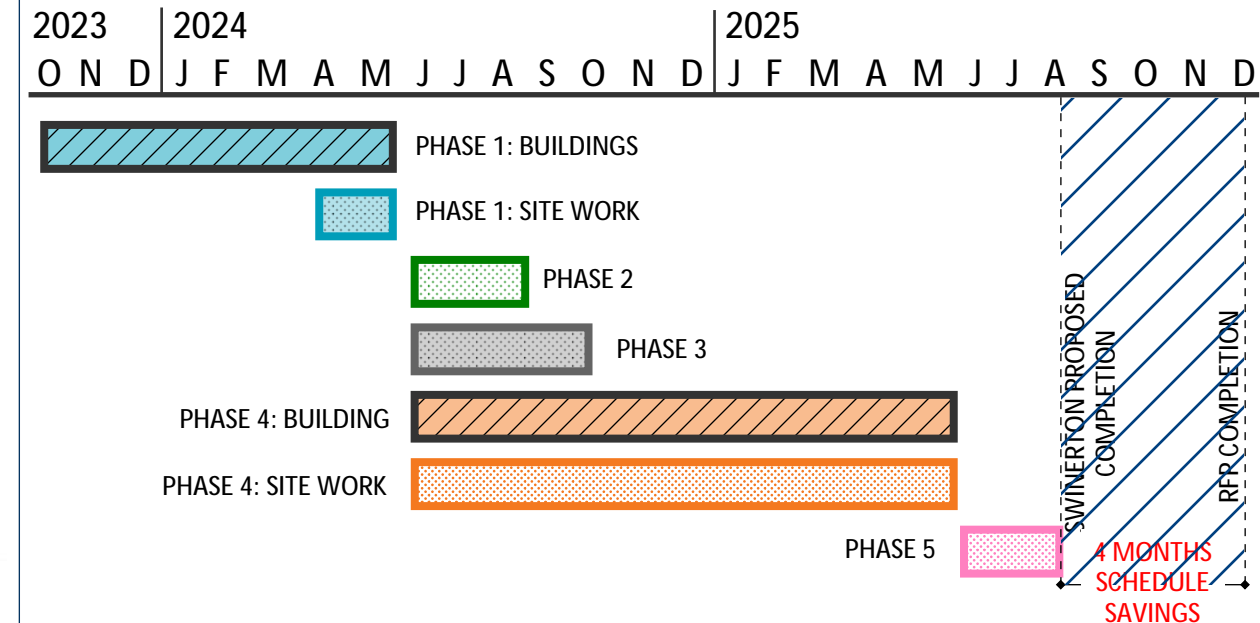 2023 2024 2025
O N D J F M A M J J A S O N D J F M A M J J A S O N D
PHASE 1: BUILDINGS
PHASE 1: SITE WORK
PHASE 2
PHASE 3
PHASE 4: BUILDING
PHASE 4: SITE WORK
PHASE 5
SWINERTON PROPOSED
COMPLETION
RFP COMPLETION
4 MONTHS
SCHEDULE
SAVINGS